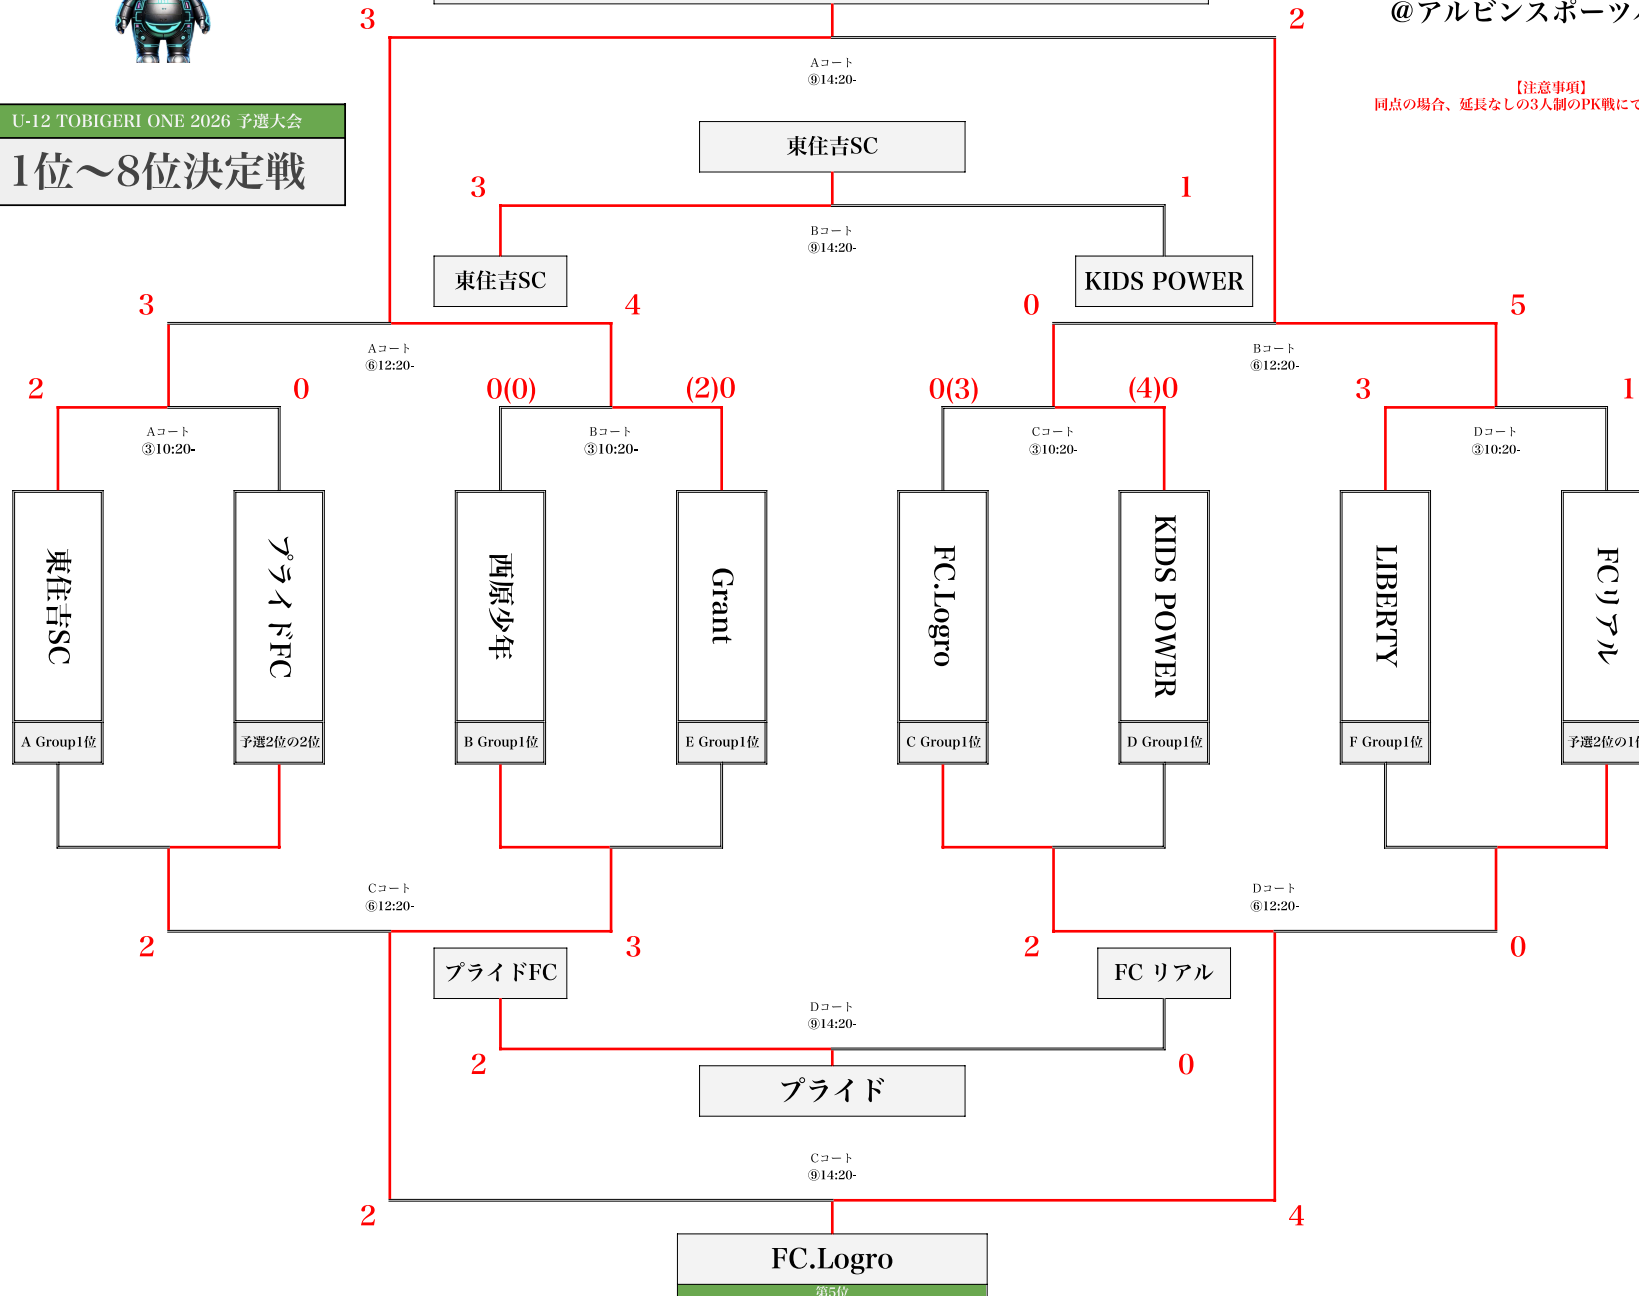 3
2
@アルビンスポーツ
Aコート
⑨14:20-
【注意事項】
同点の場合、延長なしの3人制のPK戦にて
U-12 TOBIGERI ONE 2026 予選大会
1位〜8位決定戦
東住吉SC
3
1
Bコート
⑨14:20-
東住吉SC
KIDS POWER
3
4
0
5
Aコート
⑥12:20-
Bコート
⑥12:20-
2
0
0(0)
(2)0
0(3)
(4)0
3
1
Aコート
③10:20-
Bコート
③10:20-
Cコート
③10:20-
Dコート
③10:20-
東住吉SC
プライドFC
西原少年
Grant
FC.Logro
KIDS POWER
LIBERTY
FCリアル
A Group1位
予選2位の2位
B Group1位
E Group1位
C Group1位
D Group1位
F Group1位
予選2位の1位
Cコート
⑥12:20-
Dコート
⑥12:20-
2
3
2
0
プライドFC
FC リアル
Dコート
⑨14:20-
2
0
プライド
Cコート
⑨14:20-
2
4
FC.Logro
第5位